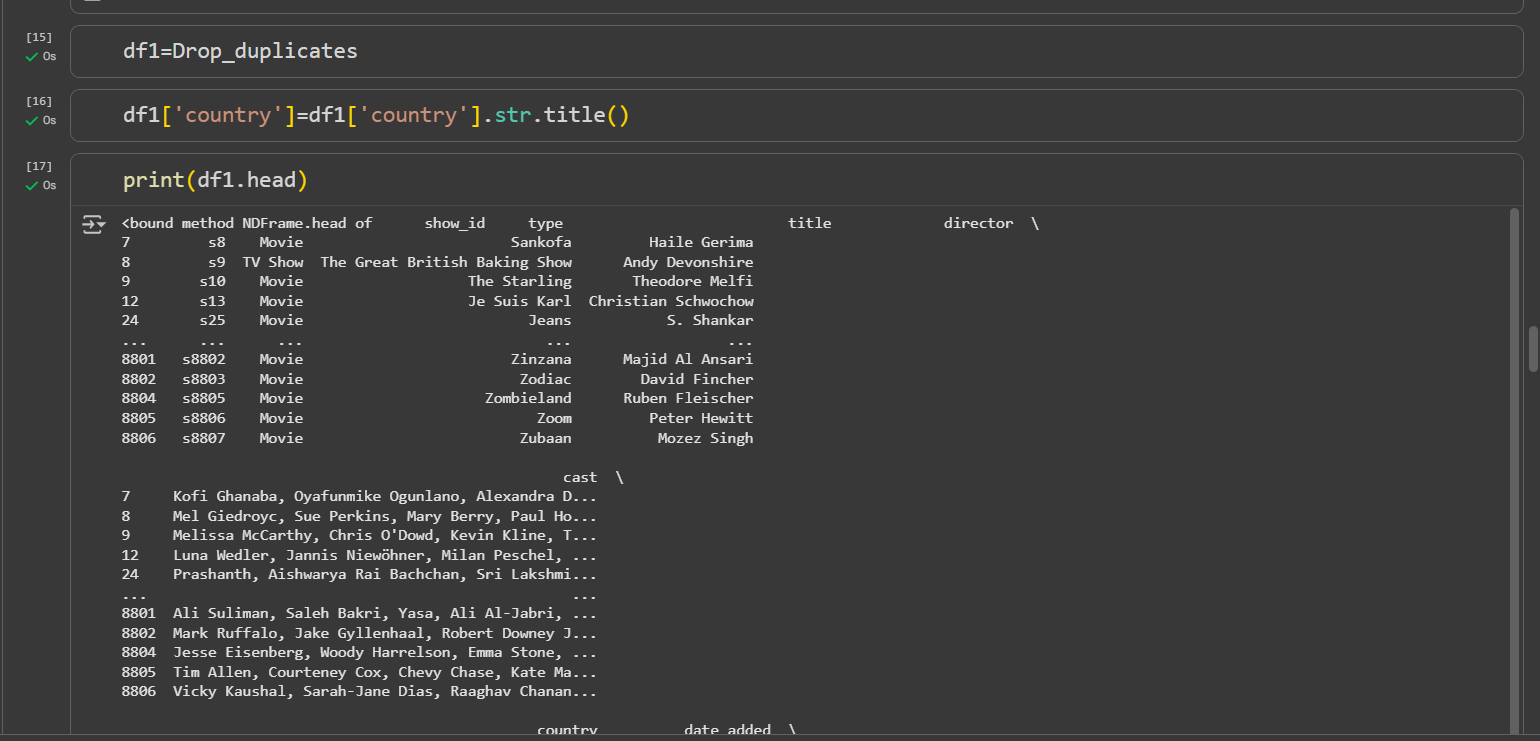 [15]
0s
df1=Drop_duplicates
[16]
0s
df1['country']=df1['country'].str.title()
[17]
0s
print(df1.head)
<bound method NDFrame.head of      show_id     type                          title             director  \
7         s8    Movie                        Sankofa         Haile Gerima
8         s9  TV Show  The Great British Baking Show      Andy Devonshire
9        s10    Movie                   The Starling       Theodore Melfi
12       s13    Movie                   Je Suis Karl  Christian Schwochow
24       s25    Movie                          Jeans           S. Shankar
...      ...      ...                            ...                  ...
8801   s8802    Movie                        Zinzana      Majid Al Ansari
8802   s8803    Movie                         Zodiac        David Fincher
8804   s8805    Movie                     Zombieland      Ruben Fleischer
8805   s8806    Movie                           Zoom         Peter Hewitt
8806   s8807    Movie                         Zubaan          Mozez Singh
cast  \
7     Kofi Ghanaba, Oyafunmike Ogunlano, Alexandra D...
8     Mel Giedroyc, Sue Perkins, Mary Berry, Paul Ho...
9     Melissa McCarthy, Chris O'Dowd, Kevin Kline, T...
12    Luna Wedler, Jannis Niewöhner, Milan Peschel, ...
24    Prashanth, Aishwarya Rai Bachchan, Sri Lakshmi...
...                                                 ...
8801  Ali Suliman, Saleh Bakri, Yasa, Ali Al-Jabri, ...
8802  Mark Ruffalo, Jake Gyllenhaal, Robert Downey J...
8804  Jesse Eisenberg, Woody Harrelson, Emma Stone, ...
8805  Tim Allen, Courteney Cox, Chevy Chase, Kate Ma...
8806  Vicky Kaushal, Sarah-Jane Dias, Raaghav Chanan...
country          date_added  \